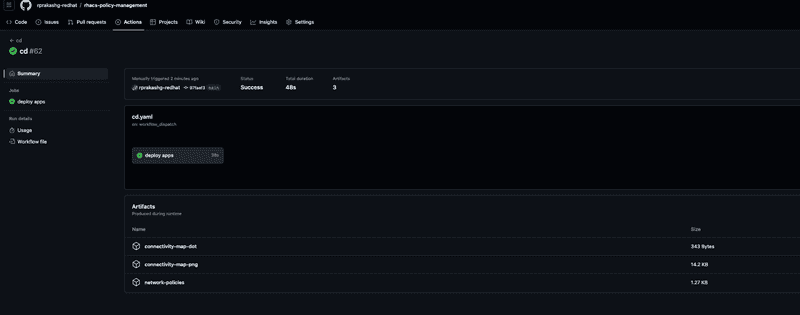 rprakashg-redhat / rhacs-policy-management
Code Issues Pull requests Actions Projects Wiki Security Insights Settings
← cd
cd #62
Summary
Jobs
deploy apps
Run details
Usage
Workflow file
Manually triggered 2 minutes ago
rprakashg-redhat main
Status
Success
Total duration
48s
Artifacts
3
cd.yaml
on: workflow_dispatch
deploy apps
Artifacts
Produced during runtime
Name Size
connectivity-map-dot 343 Bytes
connectivity-map-png 14.2 KB
network-policies 1.27 KB